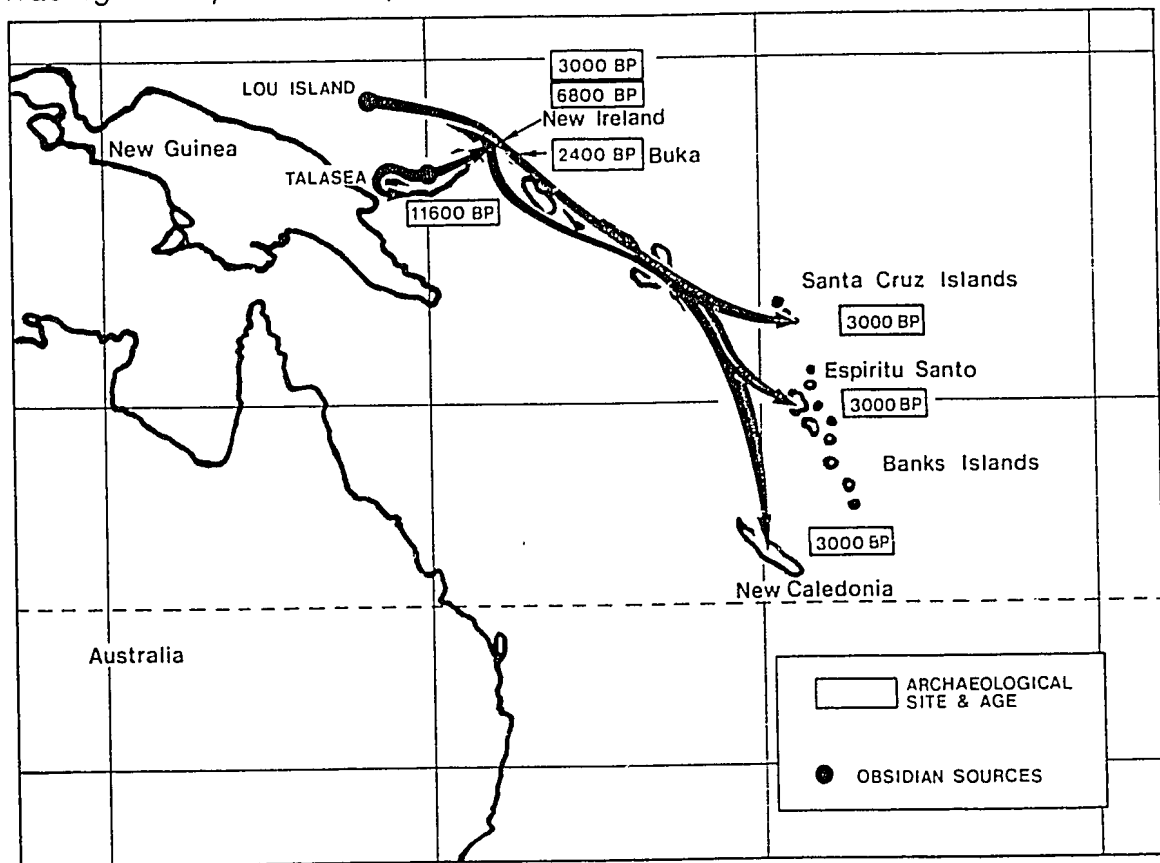 3000 BP
LOU ISLAND
6800 BP
New Ireland
New Guinea
2400 BP Buka
TALASEA
11600 BP
Santa Cruz Islands
3000 BP
Espiritu Santo
3000 BP
Banks Islands
3000 BP
New Caledonia
Australia
ARCHAEOLOGICAL
SITE & AGE
OBSIDIAN SOURCES